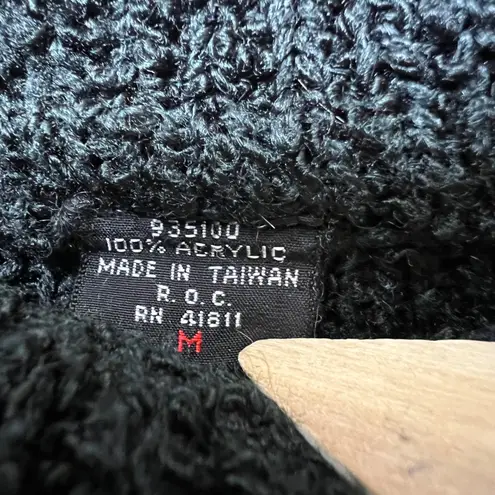 935100
100% ACRYLIC
MADE IN TAIWAN
R. O. C.
RN 41811
M